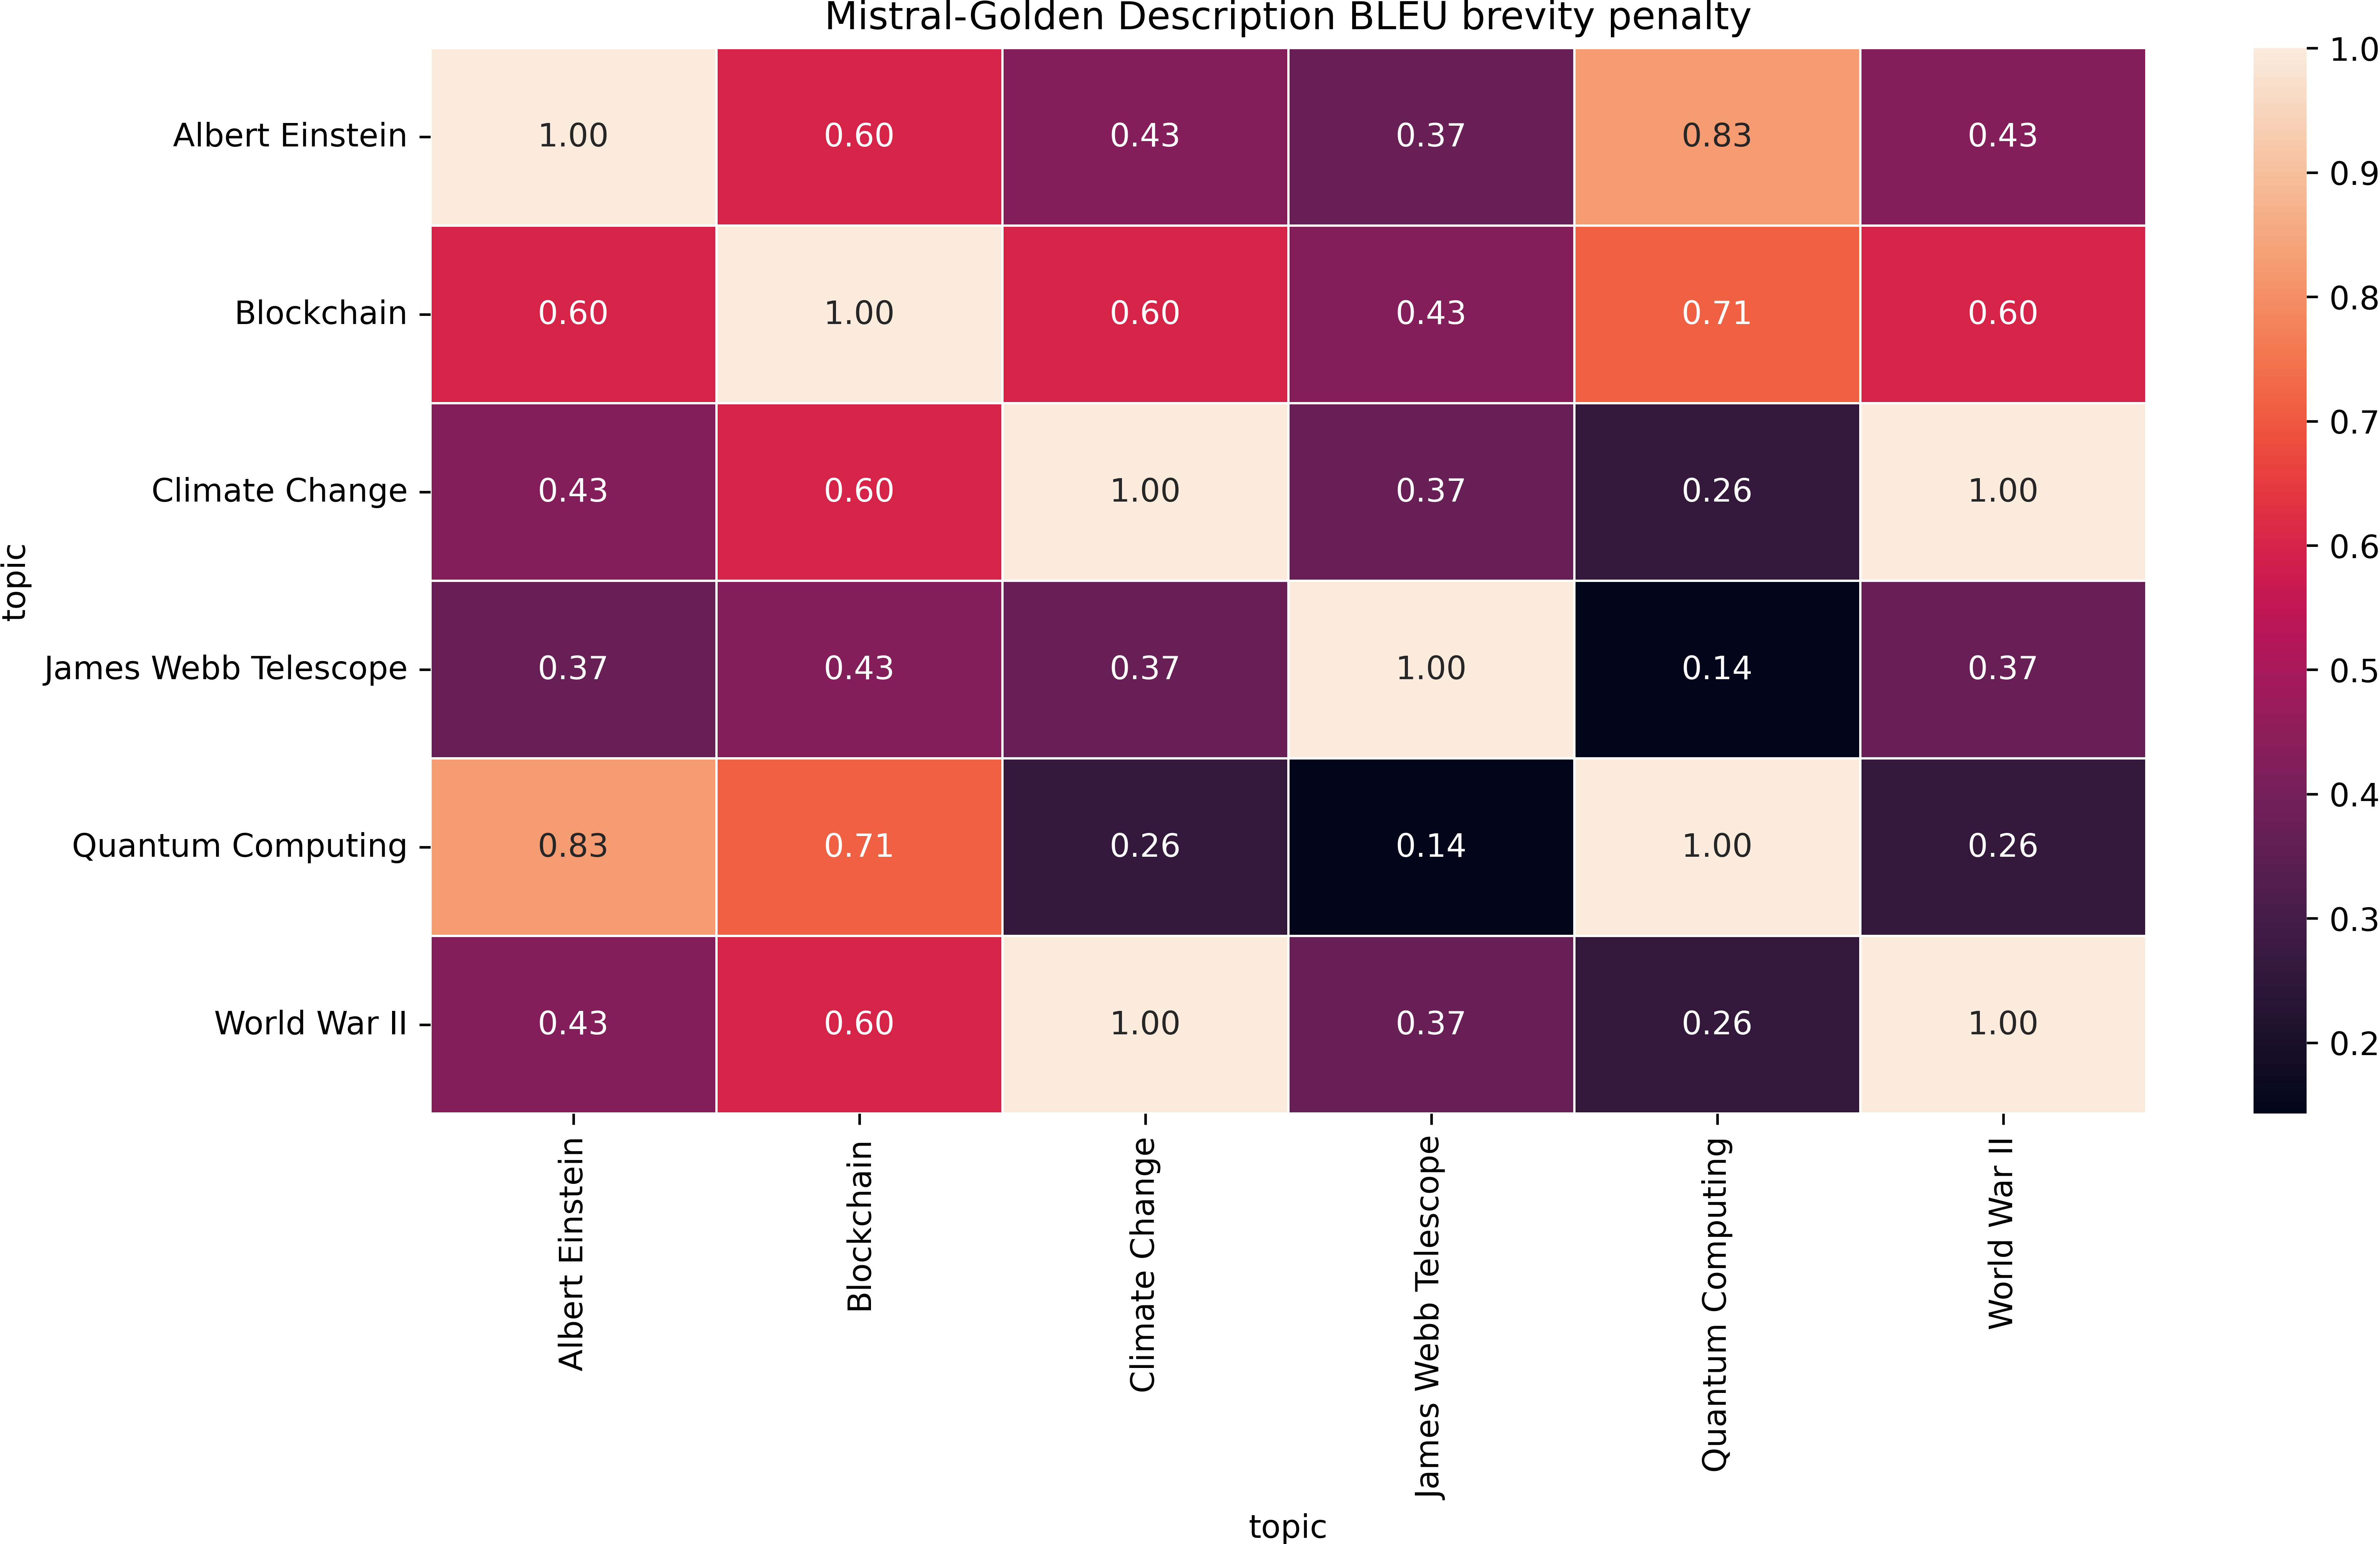 Mistral-Golden Description BLEU brevity penalty
Albert Einstein 1.00 0.60 0.43 0.37 0.83 0.43
Blockchain 0.60 1.00 0.60 0.43 0.71 0.60
Climate Change 0.43 0.60 1.00 0.37 0.26 1.00
James Webb Telescope 0.37 0.43 0.37 1.00 0.14 0.37
Quantum Computing 0.83 0.71 0.26 0.14 1.00 0.26
World War II 0.43 0.60 1.00 0.37 0.26 1.00
topic
Albert Einstein
Blockchain
Climate Change
James Webb Telescope
Quantum Computing
World War II
topic
1.0
0.9
0.8
0.7
0.6
0.5
0.4
0.3
0.2